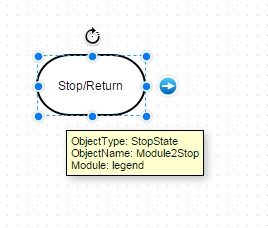 Stop/Return
ObjectType: StopState
ObjectName: Module2Stop
Module: legend